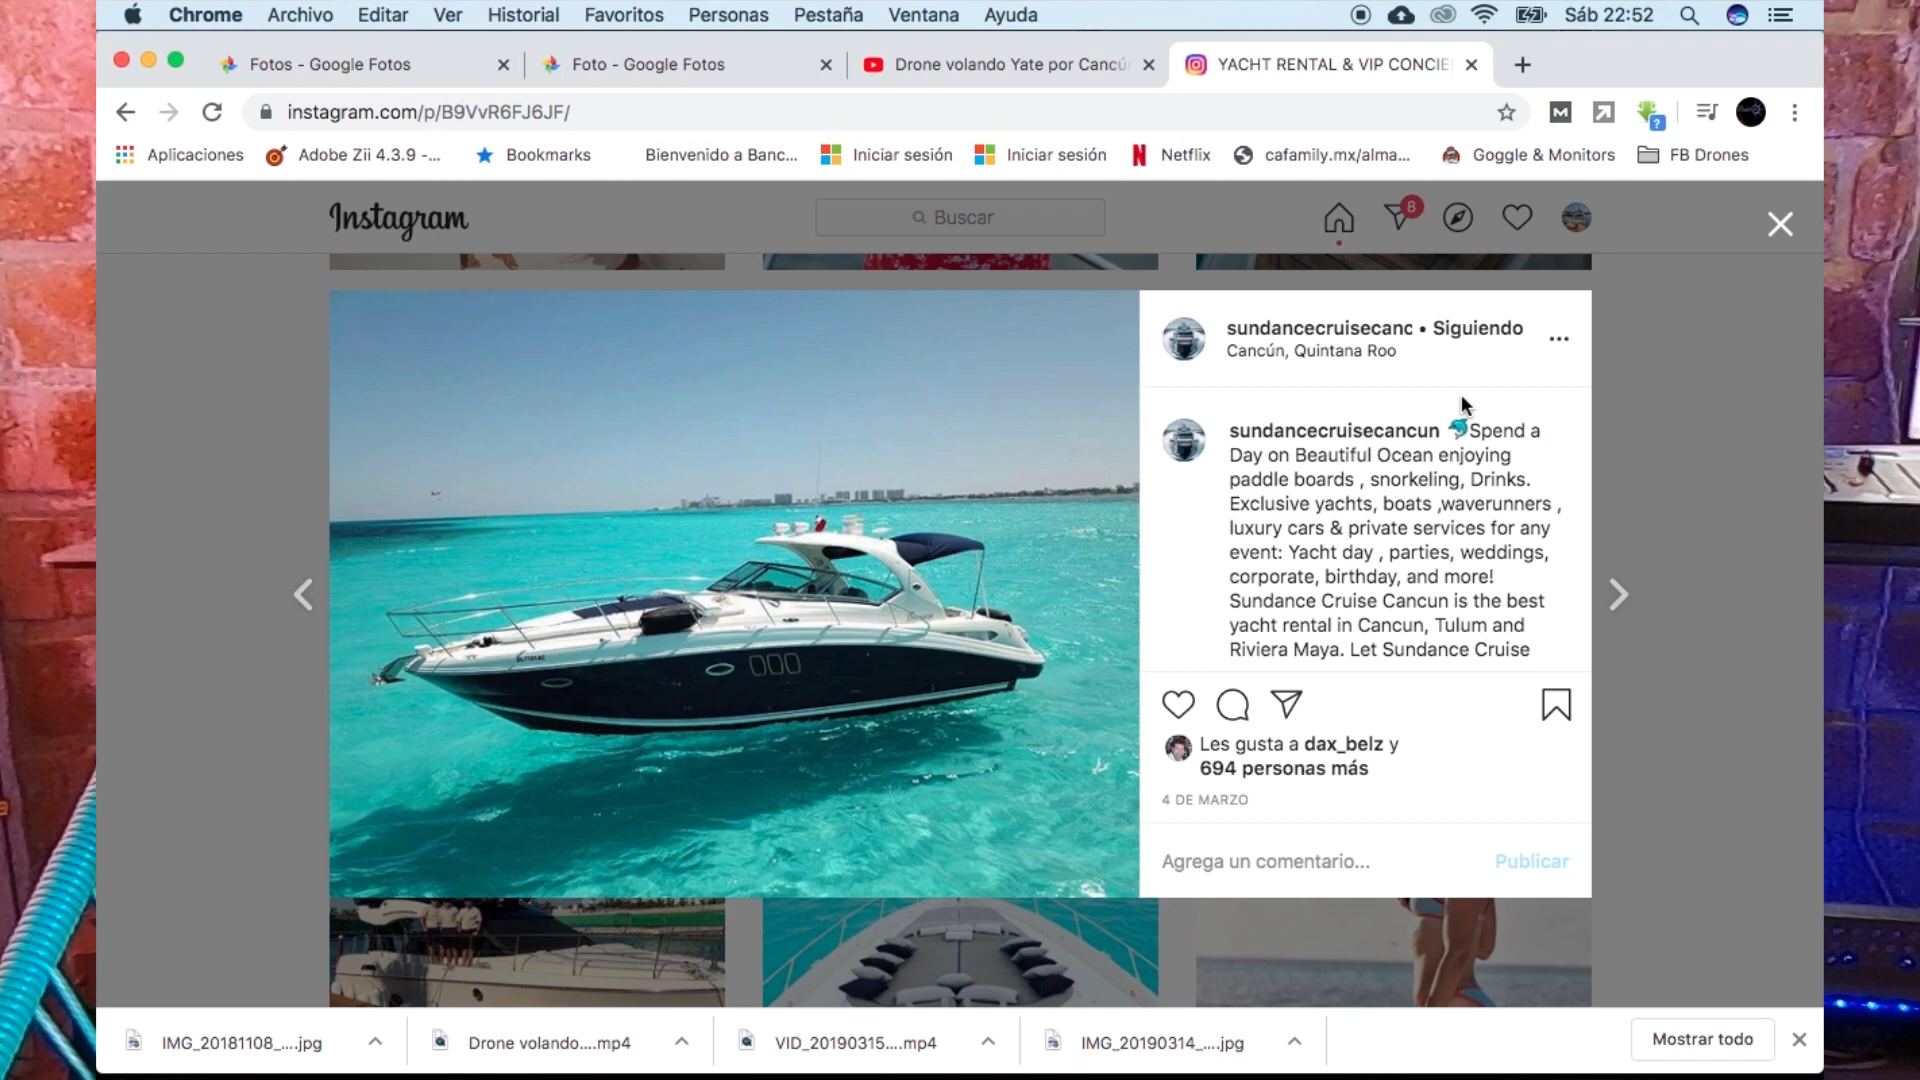 Chrome Archivo Editar Ver Historial Favoritos Personas Pestaña Ventana Ayuda Sáb 22:52
Fotos - Google Fotos Foto - Google Fotos Drone volando Yate por Cancú YACHT RENTAL & VIP CONCIE
instagram.com/p/B9VvR6FJ6JF/
Aplicaciones Adobe Zii 4.3.9 -... Bookmarks Bienvenido a Banc... Iniciar sesión Iniciar sesión Netflix cafamily.mx/alma... Goggle & Monitors FB Drones
Instagram Buscar 8
sundancecruisecanc • Siguiendo
Cancún, Quintana Roo
sundancecruisecancun 🐬Spend a
Day on Beautiful Ocean enjoying
paddle boards , snorkeling, Drinks.
Exclusive yachts, boats ,waverunners ,
luxury cars & private services for any
event: Yacht day , parties, weddings,
corporate, birthday, and more!
Sundance Cruise Cancun is the best
yacht rental in Cancun, Tulum and
Riviera Maya. Let Sundance Cruise
Les gusta a dax_belz y
694 personas más
4 DE MARZO
Agrega un comentario... Publicar
IMG_20181108_....jpg Drone volando....mp4 VID_20190315....mp4 IMG_20190314_....jpg Mostrar todo